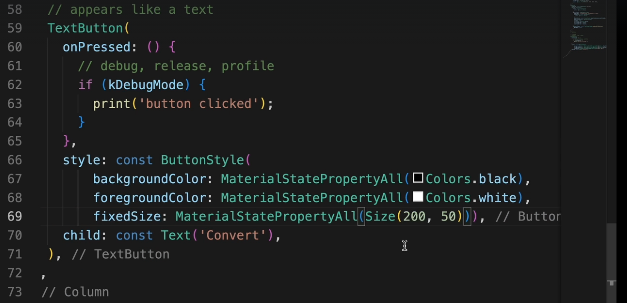 58 // appears like a text
59 TextButton(
60 onPressed: () {
61 // debug, release, profile
62 if (kDebugMode) {
63 print('button clicked');
64 }
65 },
66 style: const ButtonStyle(
67 backgroundColor: MaterialStatePropertyAll(Colors.black),
68 foregroundColor: MaterialStatePropertyAll(Colors.white),
69 fixedSize: MaterialStatePropertyAll(Size(200, 50))), // Button
70 child: const Text('Convert'),
71 ), // TextButton
72 ,
73 // Column